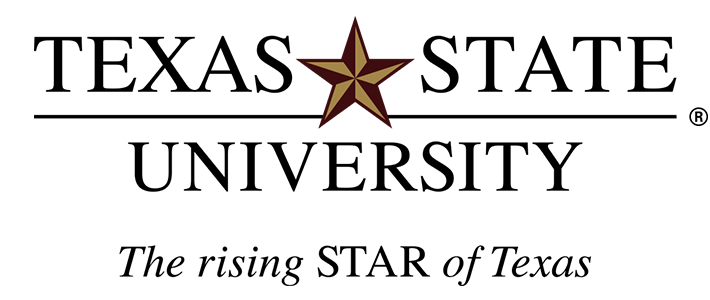 TEXAS STATE
UNIVERSITY ®
The rising STAR of Texas